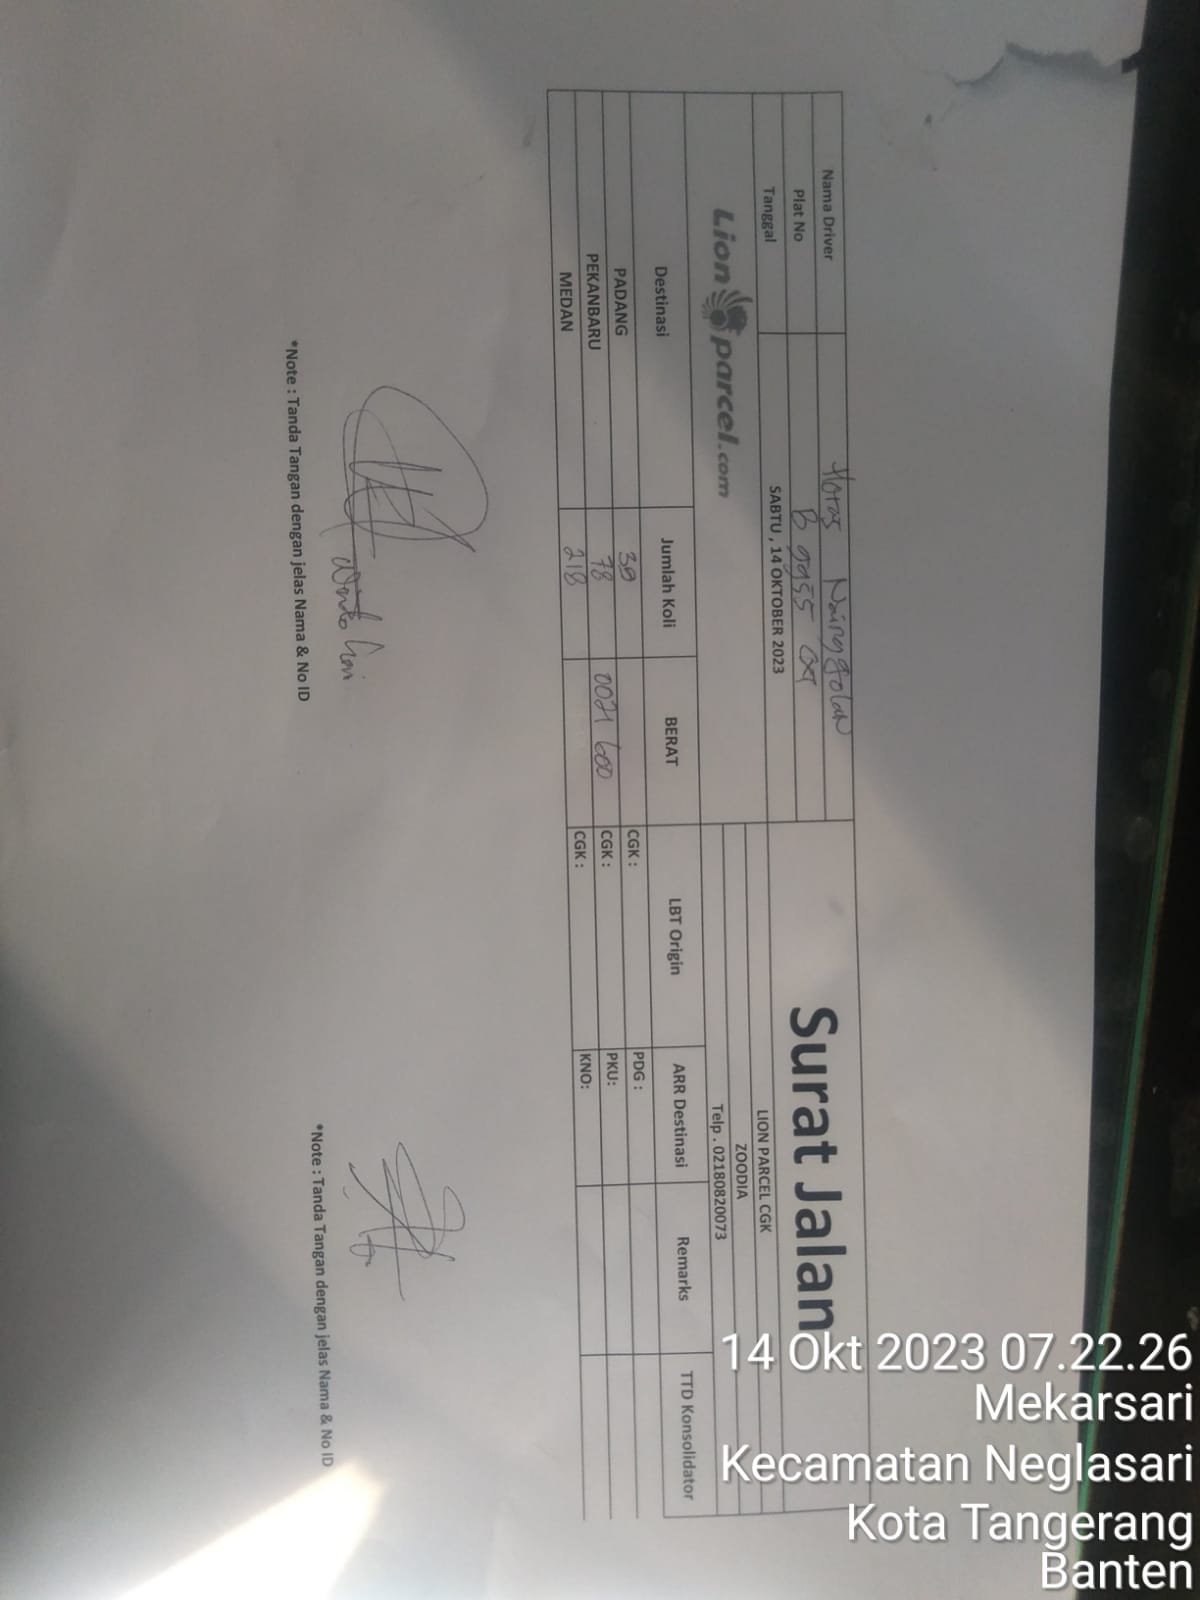 Nama Driver Horas Nainggolan
Surat Jalan
Plat No B 9955
Tanggal SABTU , 14 OKTOBER 2023
LION PARCEL CGK
ZOODIA
Lion parcel.com
Telp . 02180820073
Destinasi Jumlah Koli BERAT LBT Origin ARR Destinasi Remarks TTD Konsolidator
PADANG 39 CGK : PDG :
PEKANBARU 78 0021 600 CGK : PKU:
MEDAN 218 CGK : KNO:
*Note : Tanda Tangan dengan jelas Nama & No ID
*Note : Tanda Tangan dengan jelas Nama & No ID
14 Okt 2023 07.22.26
Mekarsari
Kecamatan Neglasari
Kota Tangerang
Banten